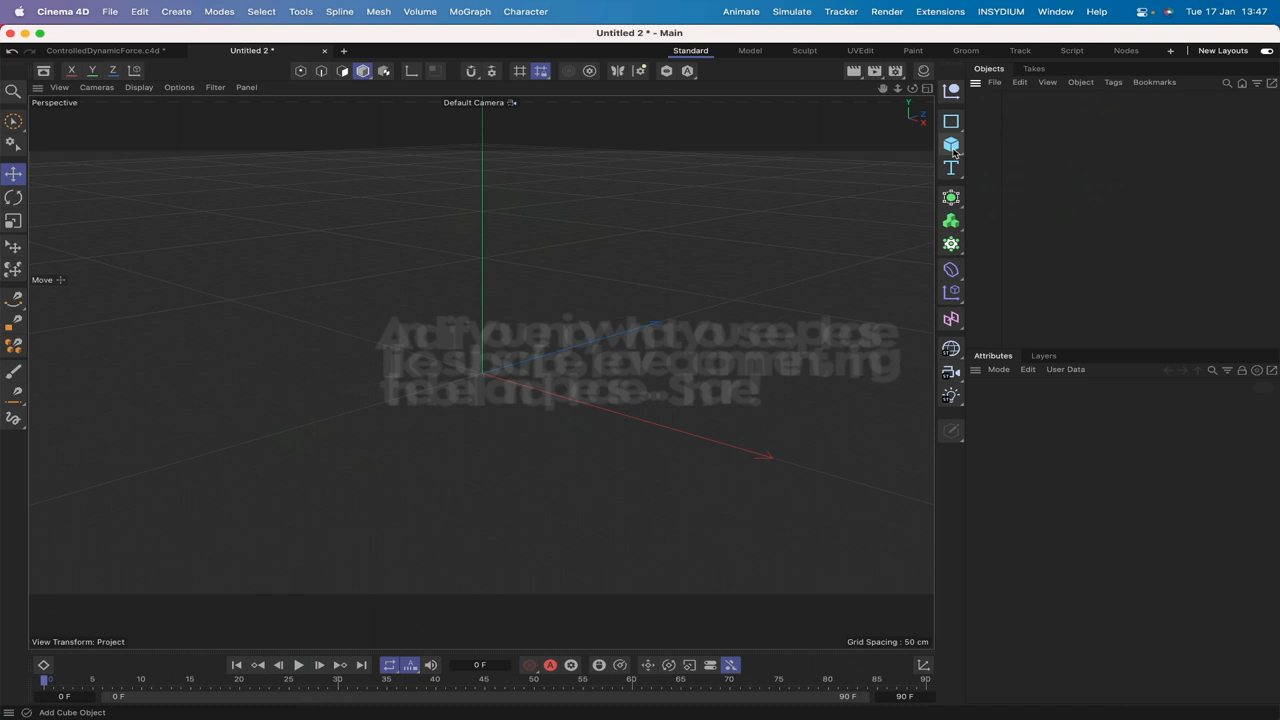 Cinema 4D File Edit Create Modes Select Tools Spline Mesh Volume MoGraph Character Animate Simulate Tracker Render Extensions INSYDIUM Window Help Tue 17 Jan 13:47
Untitled 2 * - Main
ControlledDynamicForce.c4d * Untitled 2 * Standard Model Sculpt UVEdit Paint Groom Track Script Nodes New Layouts
X Y Z Objects Takes
View Cameras Display Options Filter Panel File Edit View Object Tags Bookmarks
Perspective Default Camera
Y
Z
X
T
Move
Attributes Layers
Mode Edit User Data
ST
ST
ST
View Transform: Project Grid Spacing : 50 cm
0 F
0 5 10 15 20 25 30 35 40 45 50 55 60 65 70 75 80 85 90
0 F 0 F 90 F 90 F
Add Cube Object